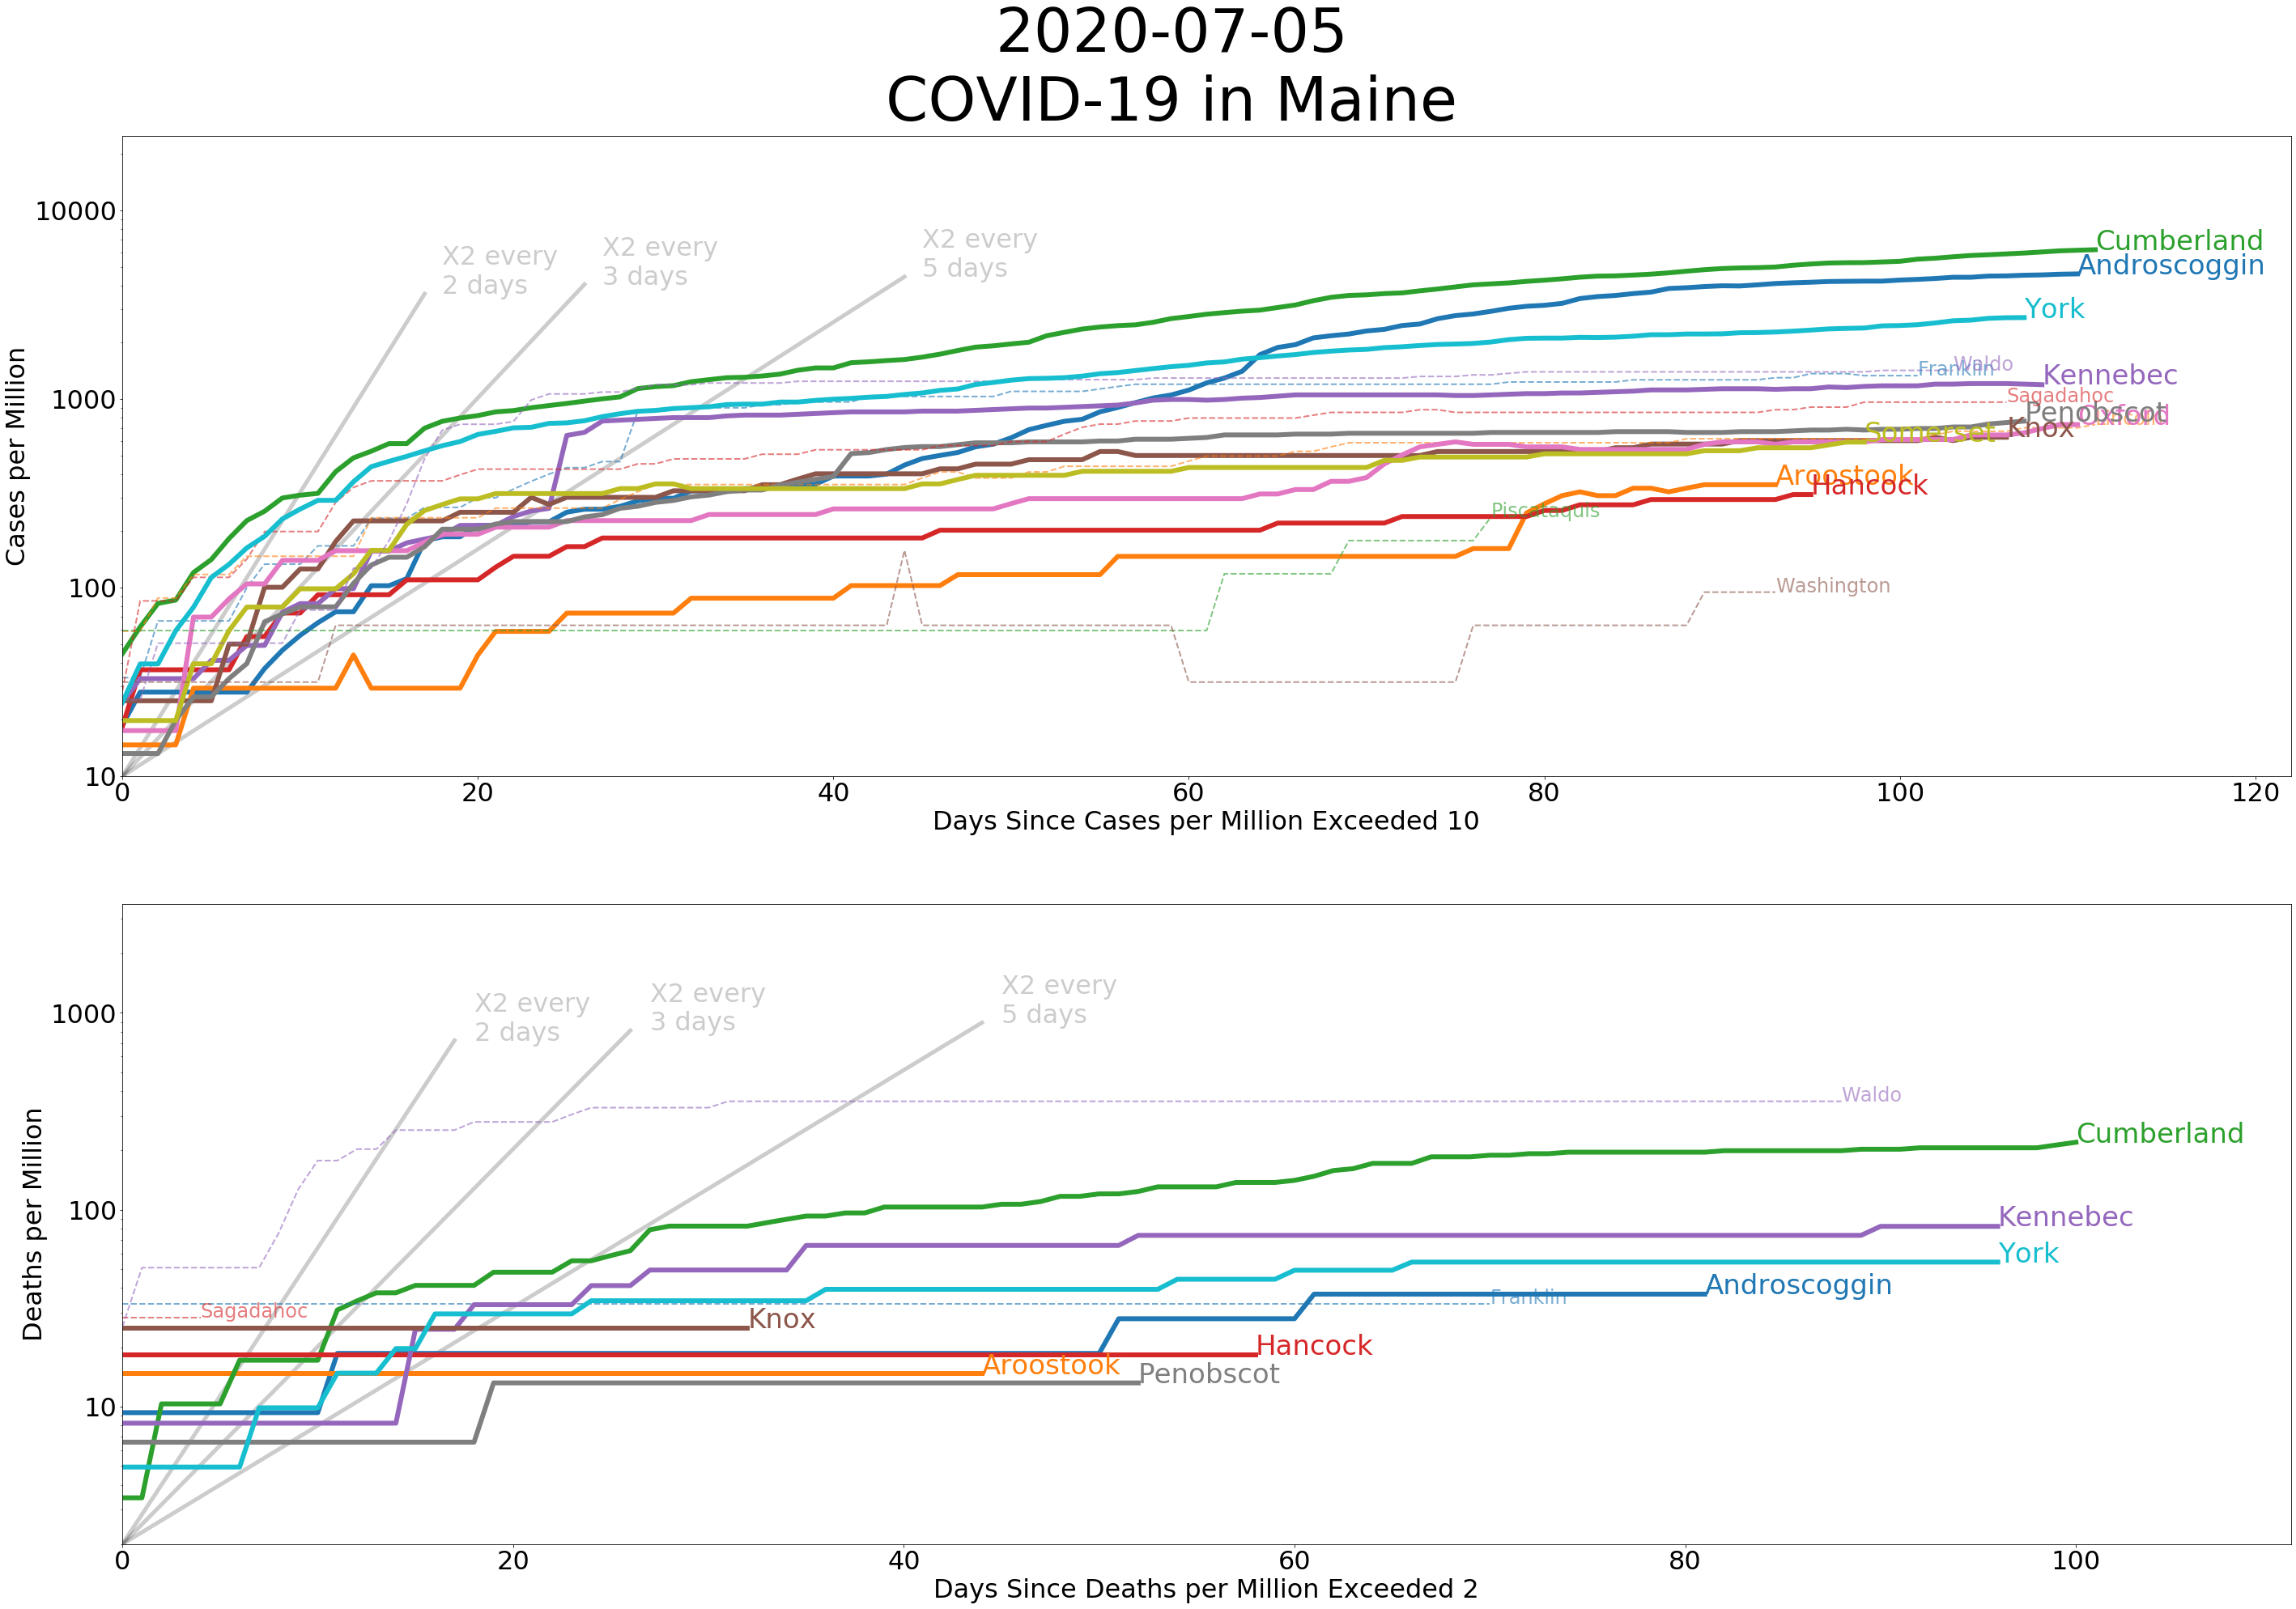 2020-07-05
COVID-19 in Maine
Cases per Million
10000
1000
100
10
X2 every
2 days
X2 every
3 days
X2 every
5 days
Cumberland
Androscoggin
York
Waldo
Franklin
Kennebec
Sagadahoc
Penobscot
Oxford
Knox
Somerset
Aroostook
Hancock
Piscataquis
Washington
0
20
40
60
80
100
120
Days Since Cases per Million Exceeded 10
Deaths per Million
1000
100
10
X2 every
2 days
X2 every
3 days
X2 every
5 days
Waldo
Cumberland
Kennebec
York
Androscoggin
Franklin
Sagadahoc
Knox
Hancock
Aroostook
Penobscot
0
20
40
60
80
100
Days Since Deaths per Million Exceeded 2